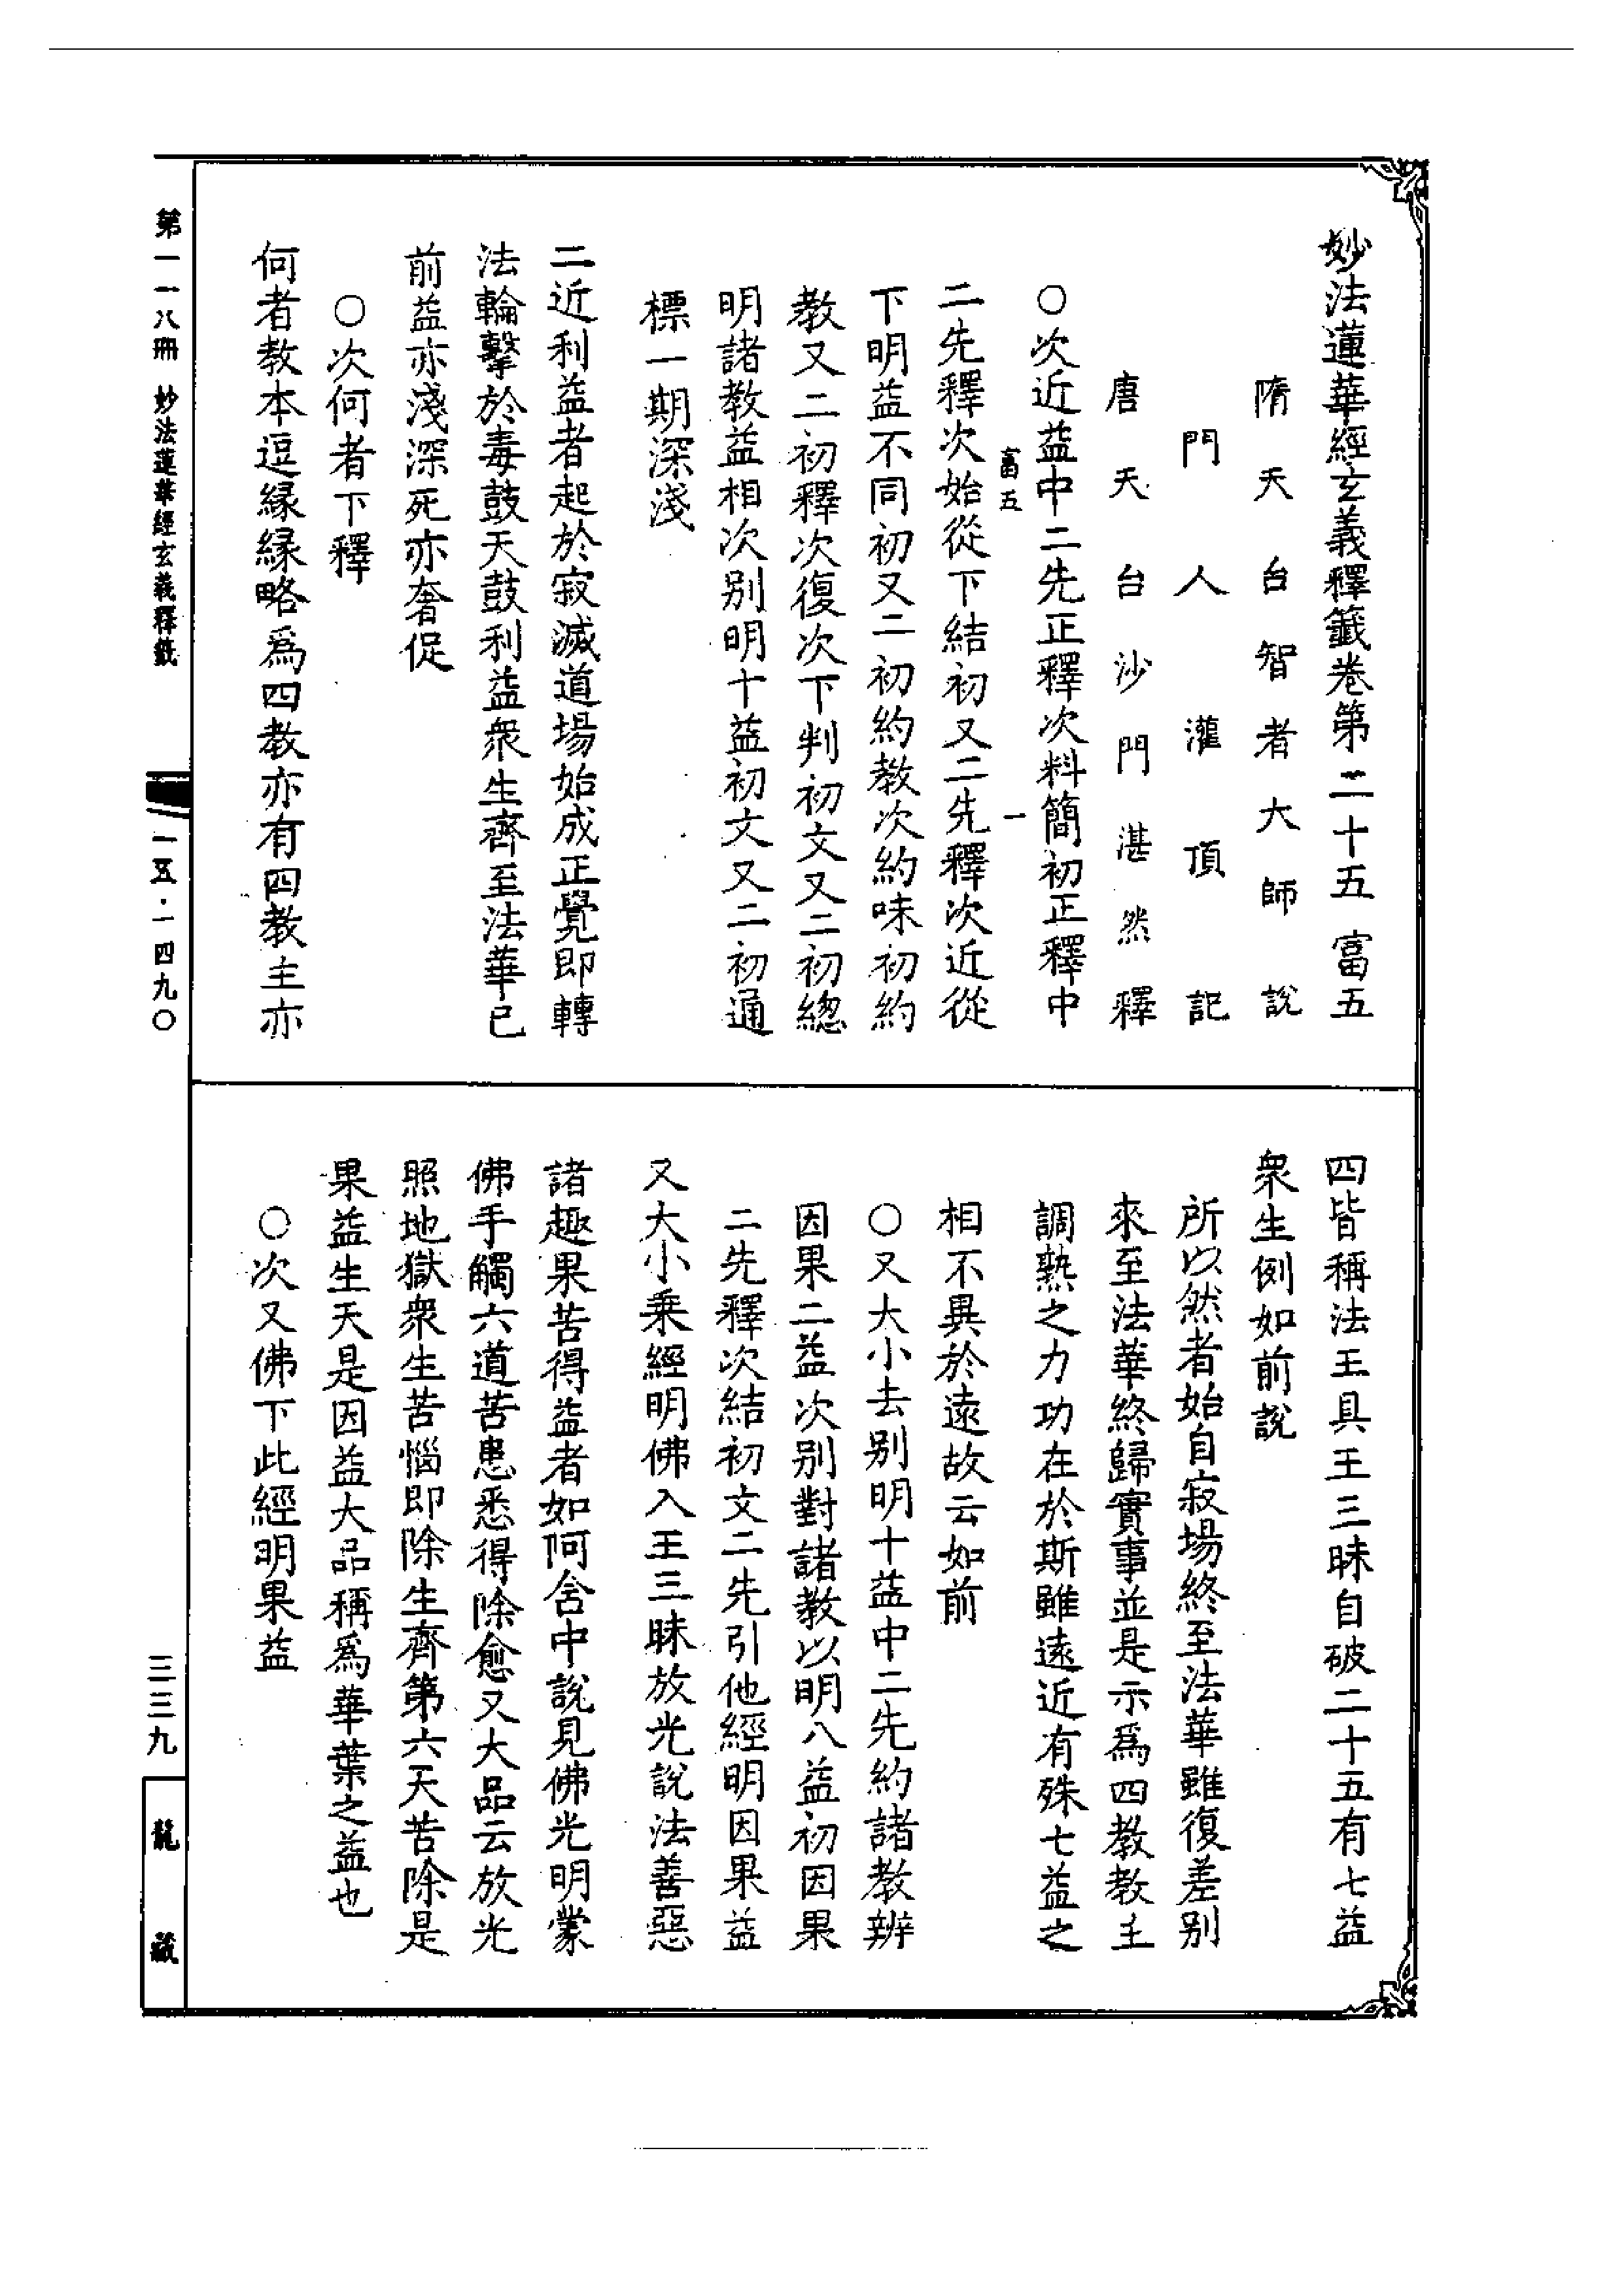 妙法蓮華經玄義釋籤卷第二十五　富五
隋天台智者大師說
門人灌頂記
唐天台沙門湛然釋
○次近益中二先正釋次料簡初正釋中
富五　一
二先釋次始從下結初又二先釋次近從
下明益不同初又二初約教次約味初約
教又二初釋次復次下判初文又二初總
明諸教益相次別明十益初文又二初通
標一期深淺
二近利益者起於寂滅道場始成正覺即轉
法輪擊於毒鼓天鼓利益衆生齊至法華已
前益亦淺深死亦奢促
○次何者下釋
何者教本逗緣緣略爲四教亦有四教主亦
四皆稱法王具王三昧自破二十五有七益
衆生例如前說
所以然者始自寂場終至法華雖復差別
來至法華終歸實事並是示爲四教教主
調熟之力功在於斯雖遠近有殊七益之
相不異於遠故云如前
○又大小去別明十益中二先約諸教辨
因果二益次別對諸教以明八益初因果
二先釋次結初文二先引他經明因果益
又大小乘經明佛入王三昧放光說法善惡
諸趣果苦得益者如阿含中說見佛光明蒙
佛手觸六道苦患悉得除愈又大品云放光
照地獄衆生苦惱即除生齊第六天苦除是
果益生天是因益大品稱爲華葉之益也
○次又佛下此經明果益
第一一八冊　妙法蓮華經玄義釋籤
一五·一四九〇
三三九
龍藏